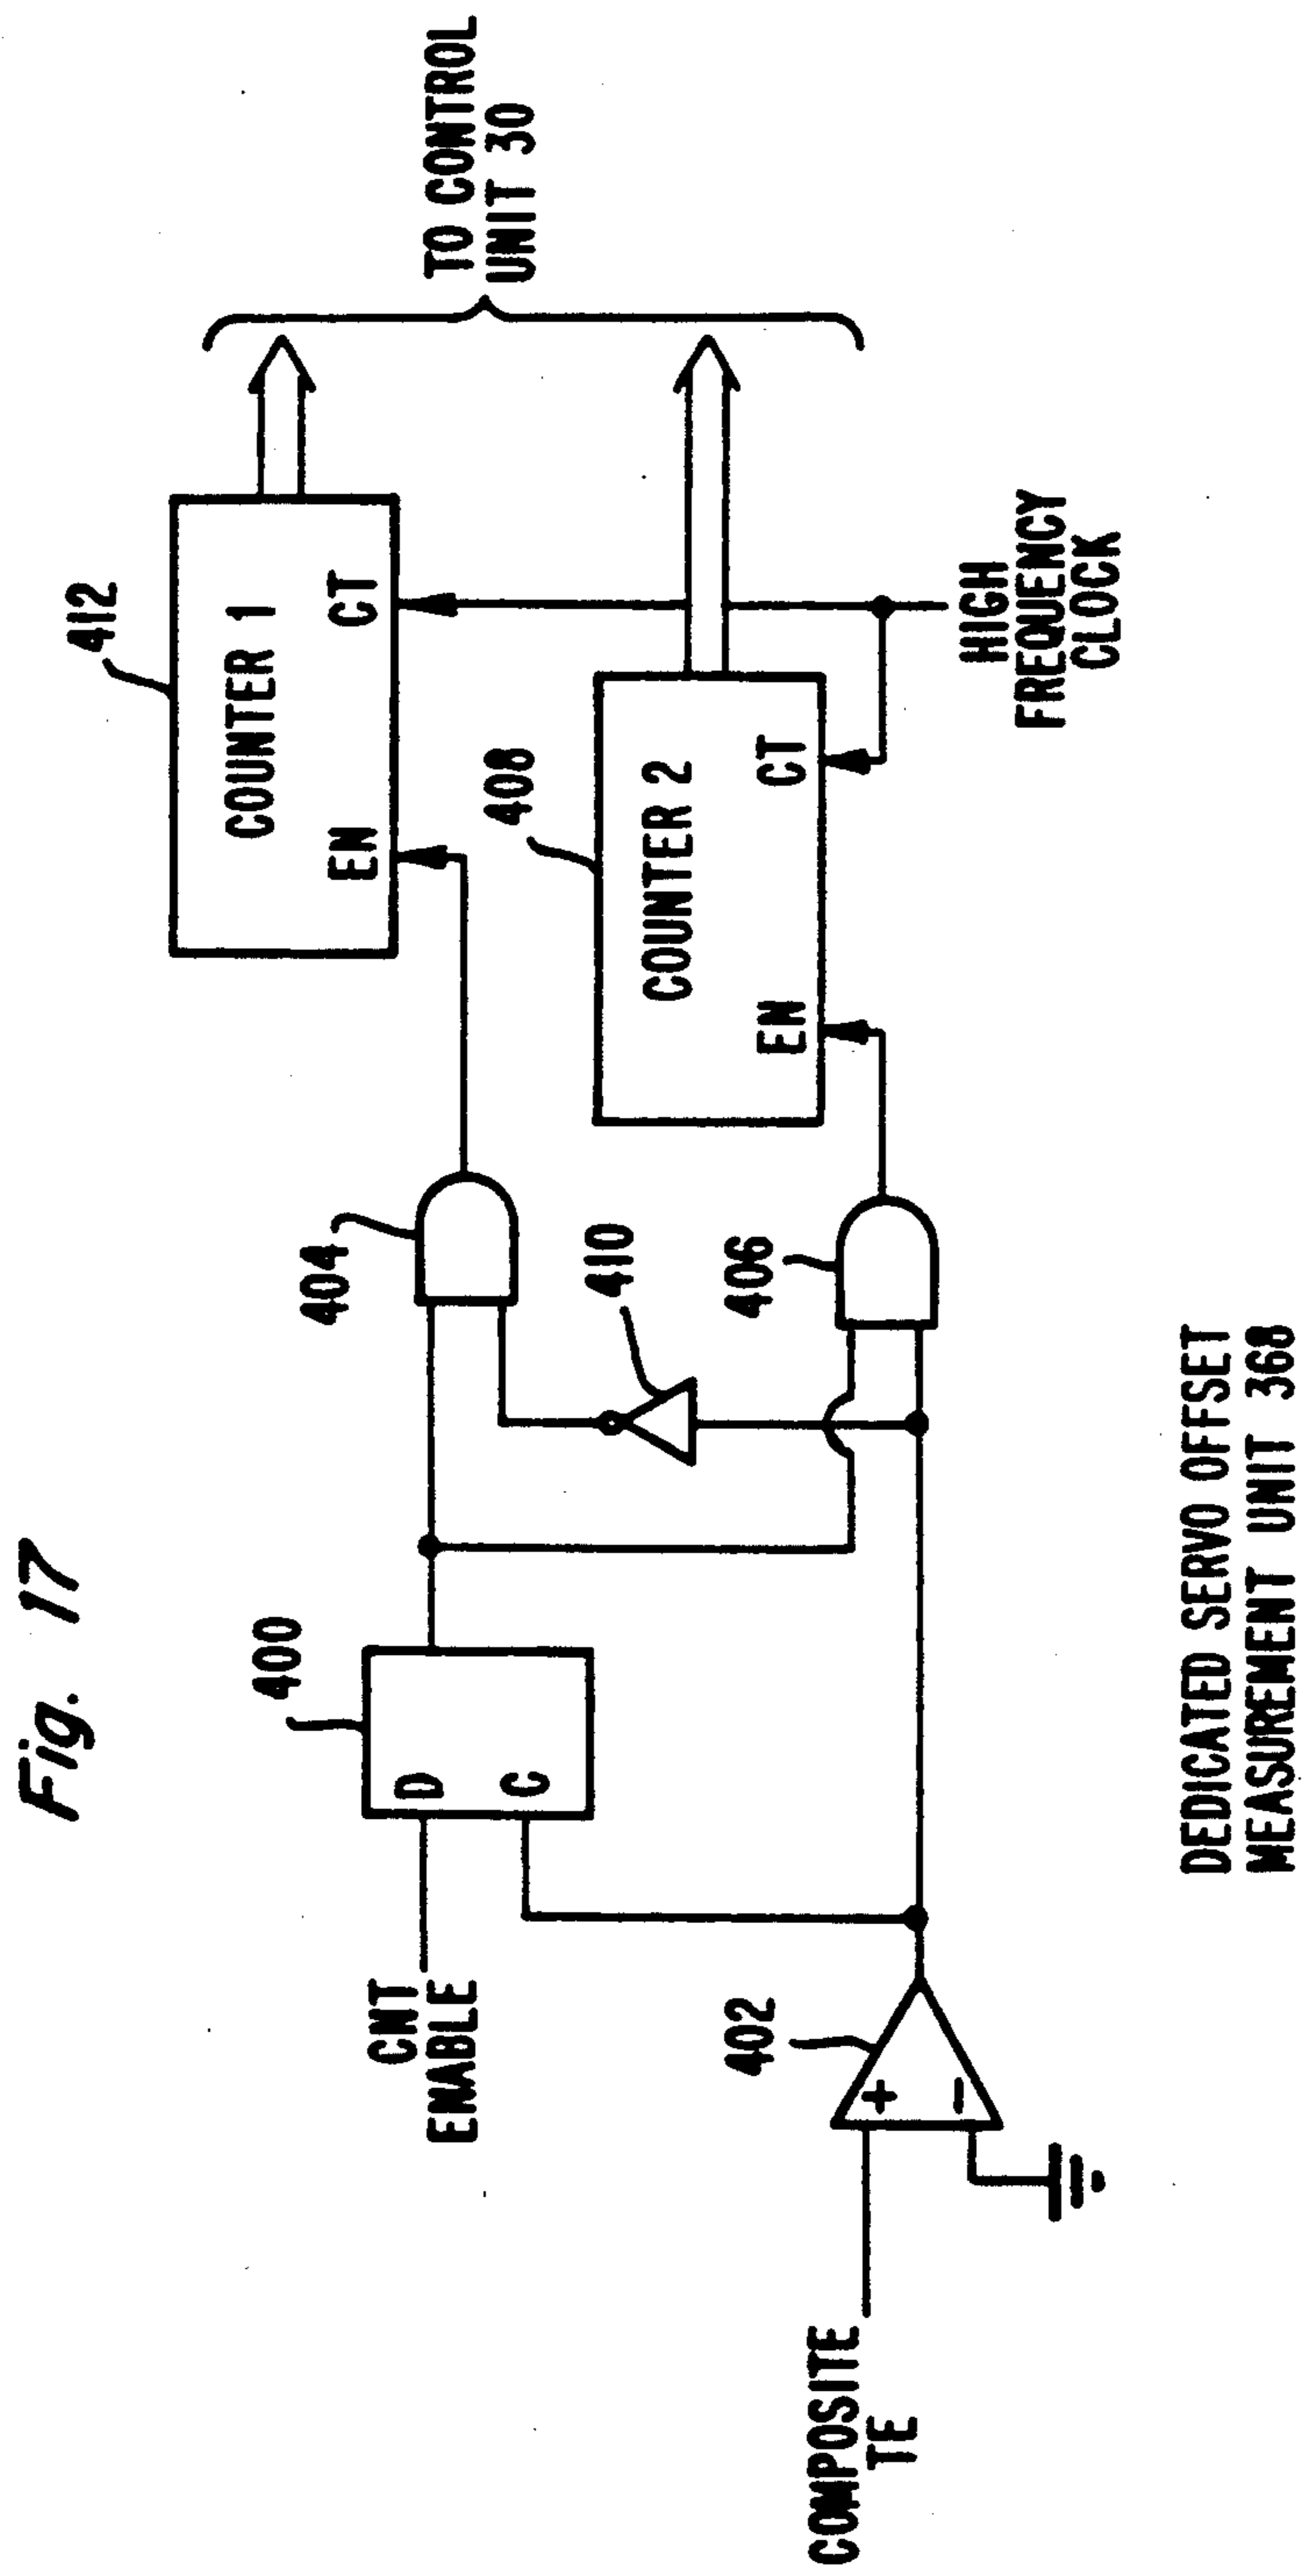 Fig. 17
412
COUNTER 1
EN
CT
TO CONTROL
UNIT 30
400
D
C
CNT
ENABLE
404
410
408
COUNTER 2
EN
CT
402
+
−
406
HIGH
FREQUENCY
CLOCK
COMPOSITE
TE
DEDICATED SERVO OFFSET
MEASUREMENT UNIT 368